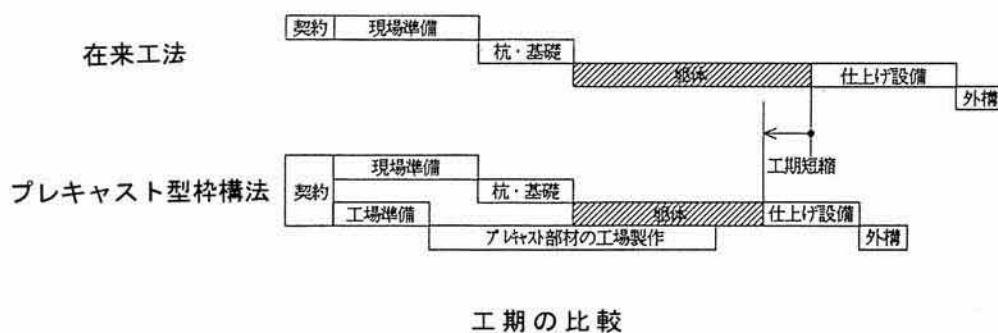 契約 現場準備
在来工法
杭・基礎
躯体 仕上げ設備
外構
工期短縮
現場準備
プレキャスト型枠構法 契約
杭・基礎
工場準備 躯体 仕上げ設備
プレキャスト部材の工場製作 外構
工期の比較